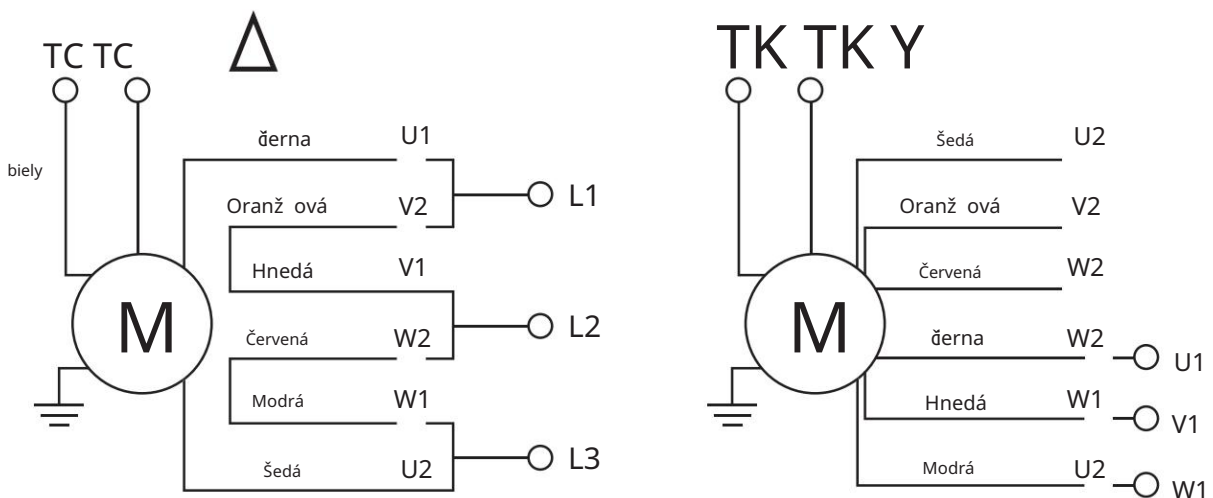 TC TC Δ
biely
đerna U1
L1
Oranž ová V2
Hnedá V1
L2
Červená W2
Modrá W1
L3
Šedá U2
M
TK TK Y
Šedá U2
Oranž ová V2
Červená W2
đerna W2
U1
Hnedá W1
V1
Modrá U2
W1
M